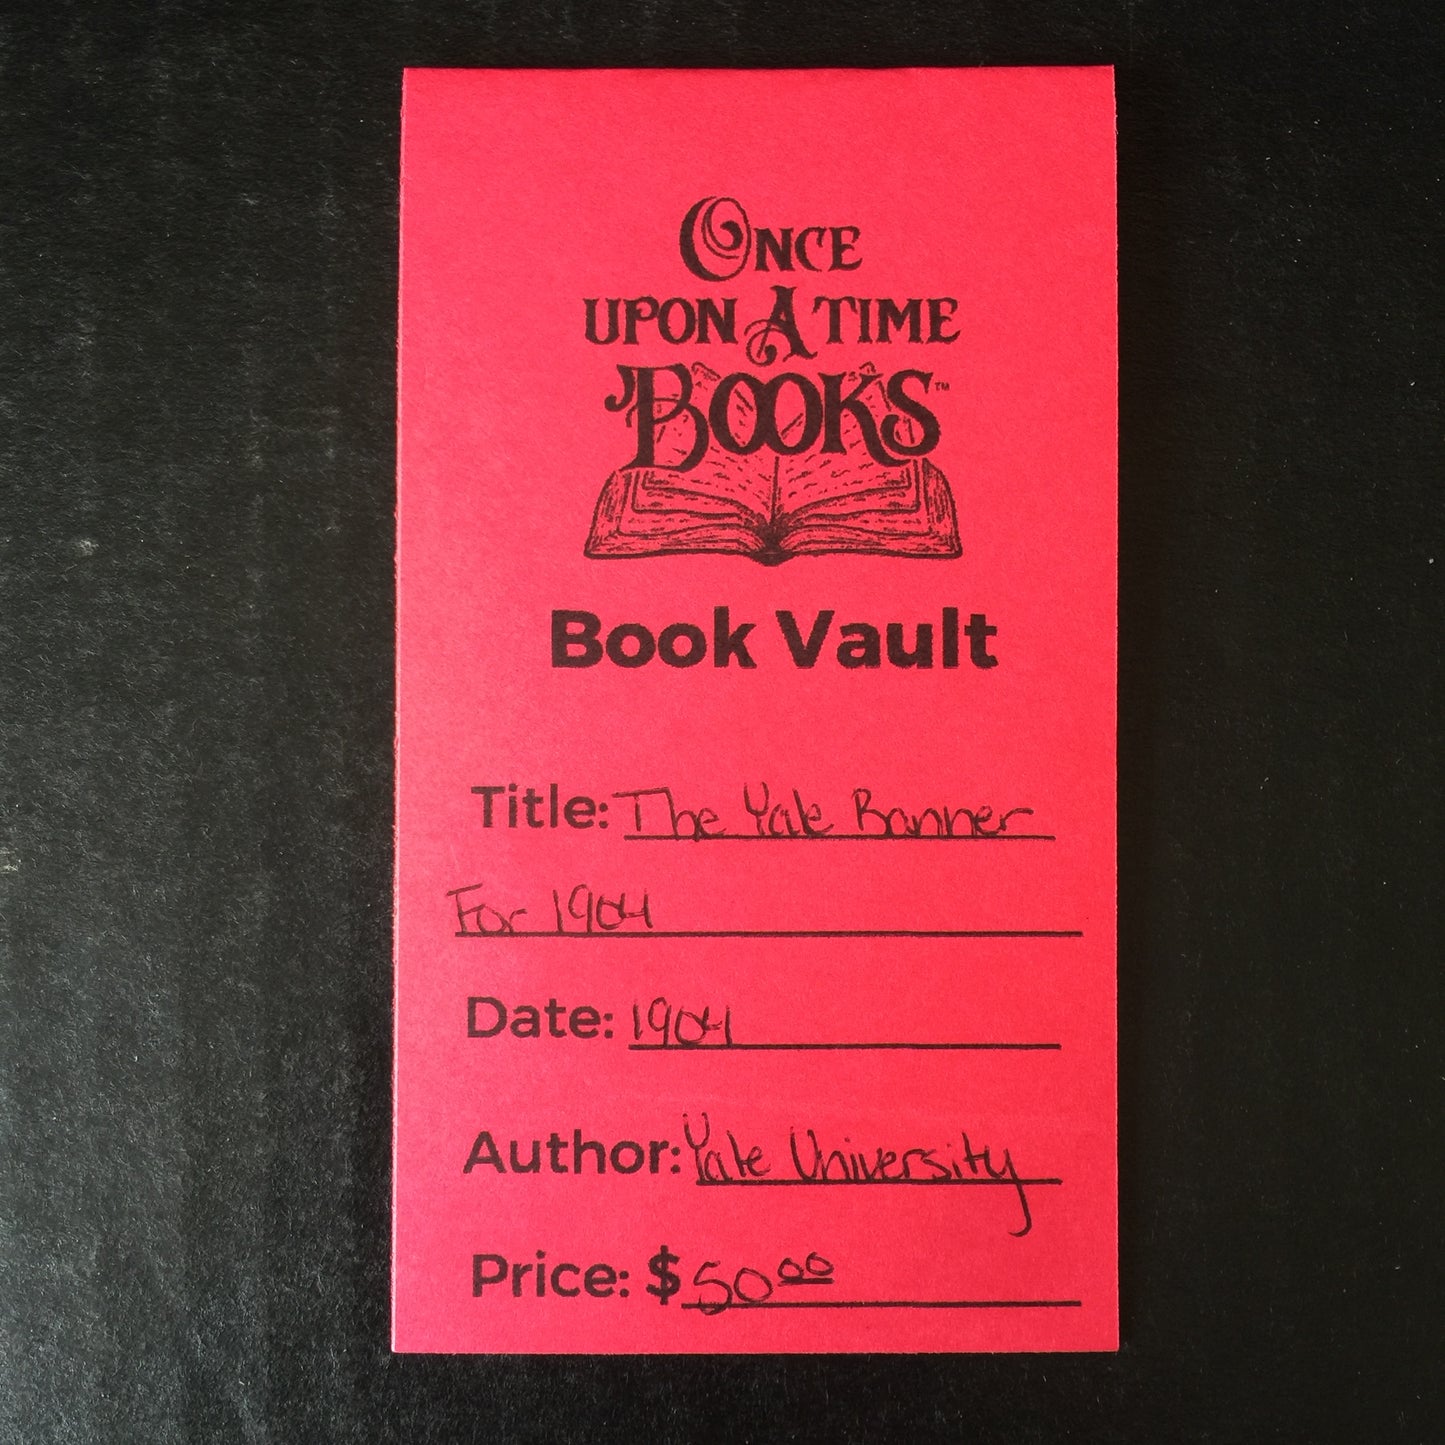 ONCE
UPON A TIME
BOOKS™
Book Vault
Title: The Yale Banner
For 1904
Date: 1904
Author: Yale University
Price: $50.00